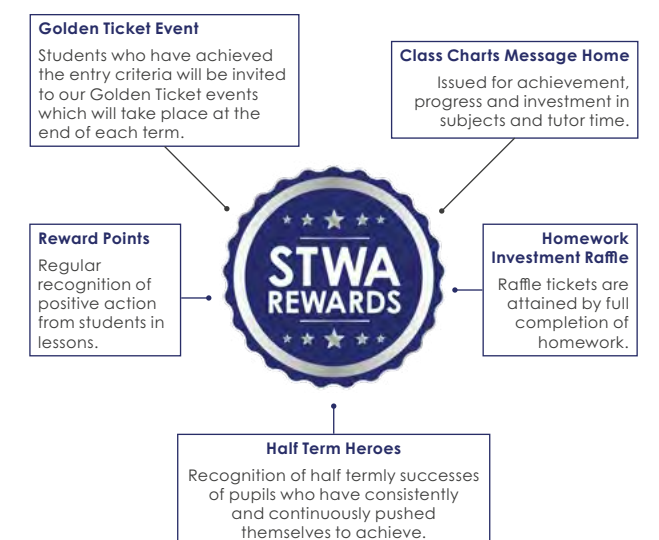 Golden Ticket Event
Students who have achieved
the entry criteria will be invited
to our Golden Ticket events
which will take place at the
end of each term.
Class Charts Message Home
Issued for achievement,
progress and investment in
subjects and tutor time.
Reward Points
Regular
recognition of
positive action
from students in
lessons.
STWA
REWARDS
Homework
Investment Raffle
Raffle tickets are
attained by full
completion of
homework.
Half Term Heroes
Recognition of half termly successes
of pupils who have consistently
and continuously pushed
themselves to achieve.